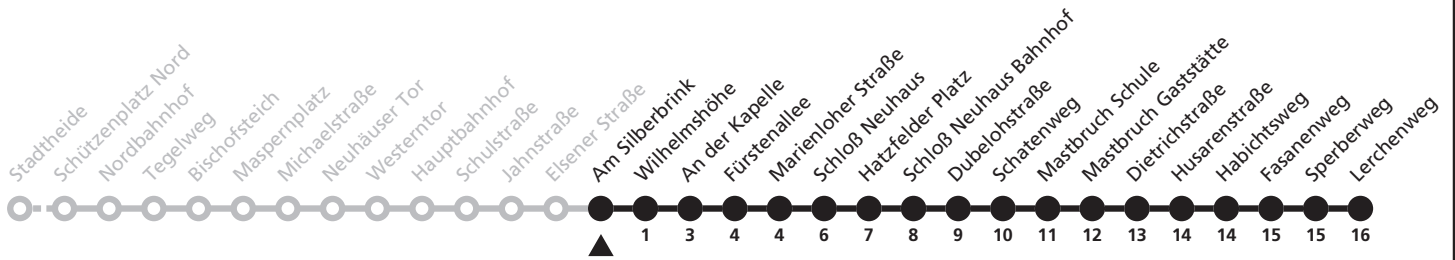 Stadtheide
Schützenplatz Nord
Nordbahnhof
Tegelweg
Bischofsteich
Maspernplatz
Michaelstraße
Neuhäuser Tor
Westerntor
Hauptbahnhof
Schulstraße
Jahnstraße
Elsener Straße
Am Silberbrink
Wilhelmshöhe
An der Kapelle
Fürstenallee
Marienloher Straße
Schloß Neuhaus
Hatzfelder Platz
Schloß Neuhaus Bahnhof
Dubelohstraße
Schatenweg
Mastbruch Schule
Mastbruch Gaststätte
Dietrichstraße
Husarenstraße
Habichtsweg
Fasanenweg
Sperberweg
Lerchenweg
1 3 4 4 6 7 8 9 10 11 12 13 14 14 15 15 16